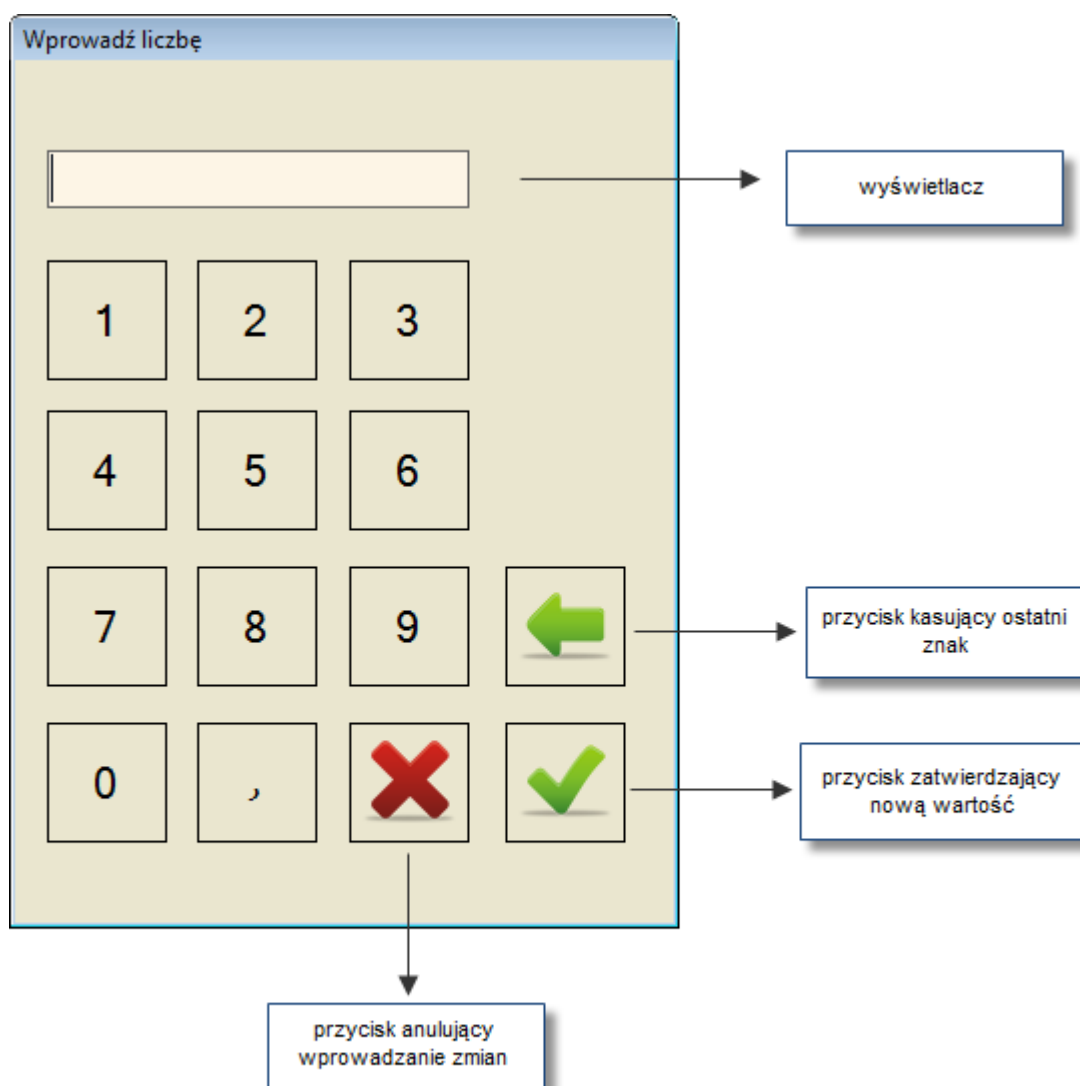 Wprowadź liczbę
wyświetlacz
1 2 3
4 5 6
7 8 9
przycisk kasujący ostatni
znak
0 ,
przycisk zatwierdzający
nową wartość
przycisk anulujący
wprowadzanie zmian